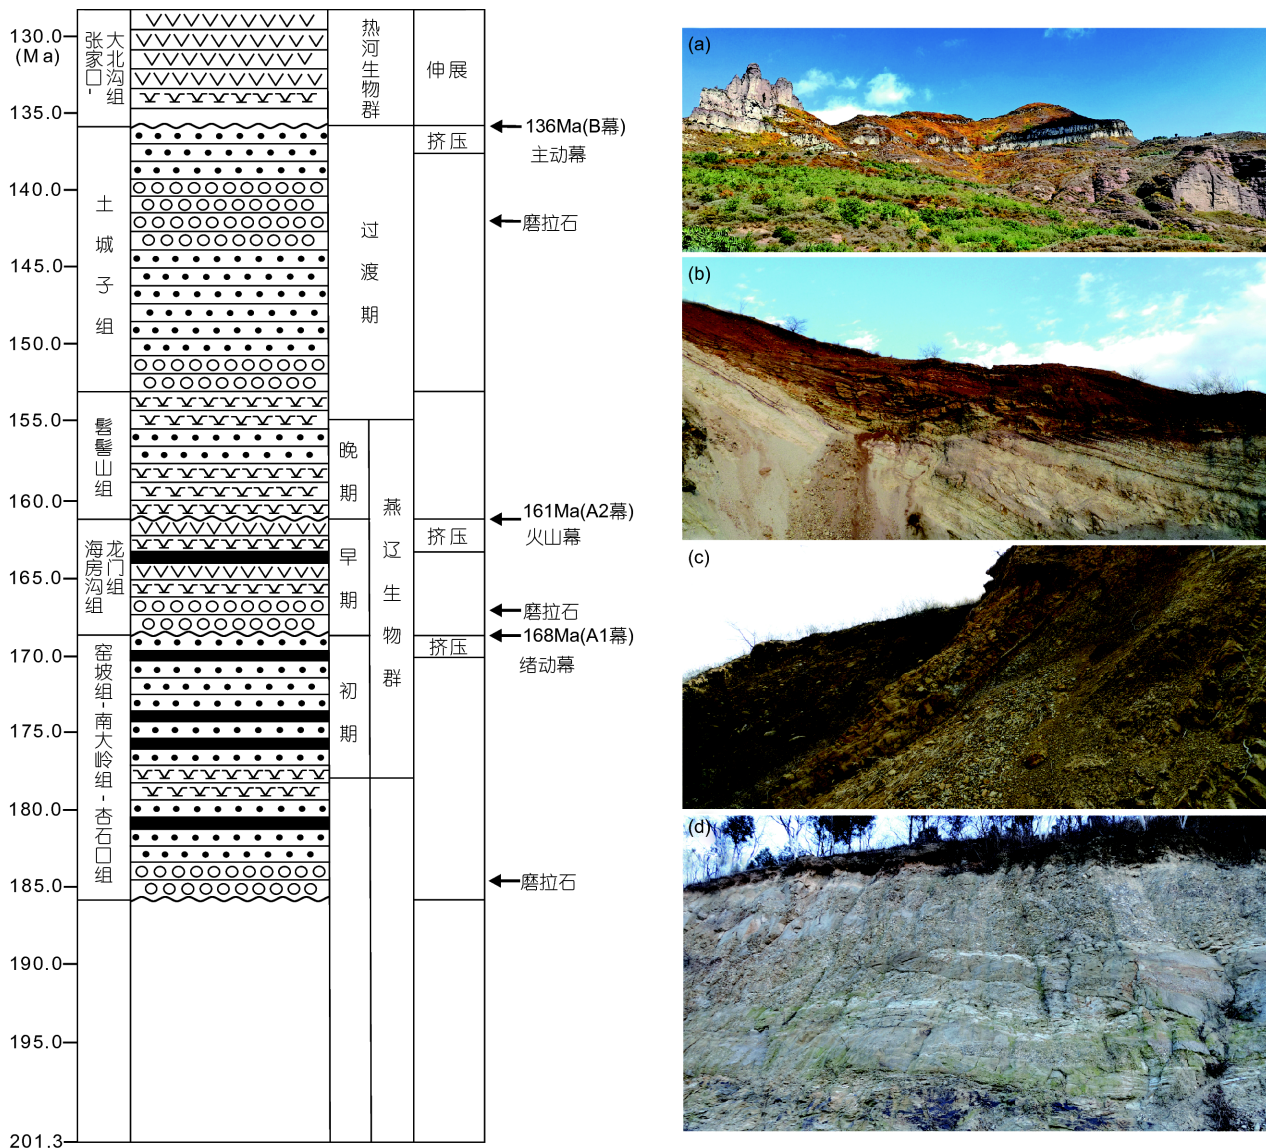 130.0
(Ma)
135.0
140.0
145.0
150.0
155.0
160.0
165.0
170.0
175.0
180.0
185.0
190.0
195.0
201.3
张家口-
大北沟组
土城子组
髫髻山组
海房沟组
龙门组
窑坡组-南大岭组-杏石口组
热河生物群
过渡期
晚期
早期
初期
燕辽生物群
伸展
挤压
挤压
挤压
136Ma(B幕)
主动幕
磨拉石
161Ma(A2幕)
火山幕
磨拉石
168Ma(A1幕)
绪动幕
磨拉石
(a)
(b)
(c)
(d)